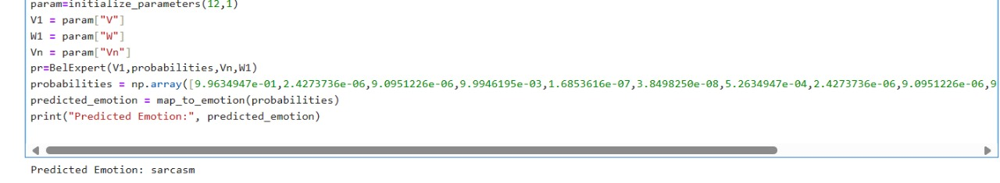 param=initialize_parameters(12,1)
V1 = param["V"]
W1 = param["W"]
Vn = param["Vn"]
pr=BelExpert(V1,probabilities,Vn,W1)
probabilities = np.array([9.9634947e-01,2.4273736e-06,9.0951226e-06,9.9946195e-03,1.6853616e-07,3.8498250e-08,5.2634947e-04,2.4273736e-06,9.0951226e-06,9
predicted_emotion = map_to_emotion(probabilities)
print("Predicted Emotion:", predicted_emotion)
Predicted Emotion: sarcasm